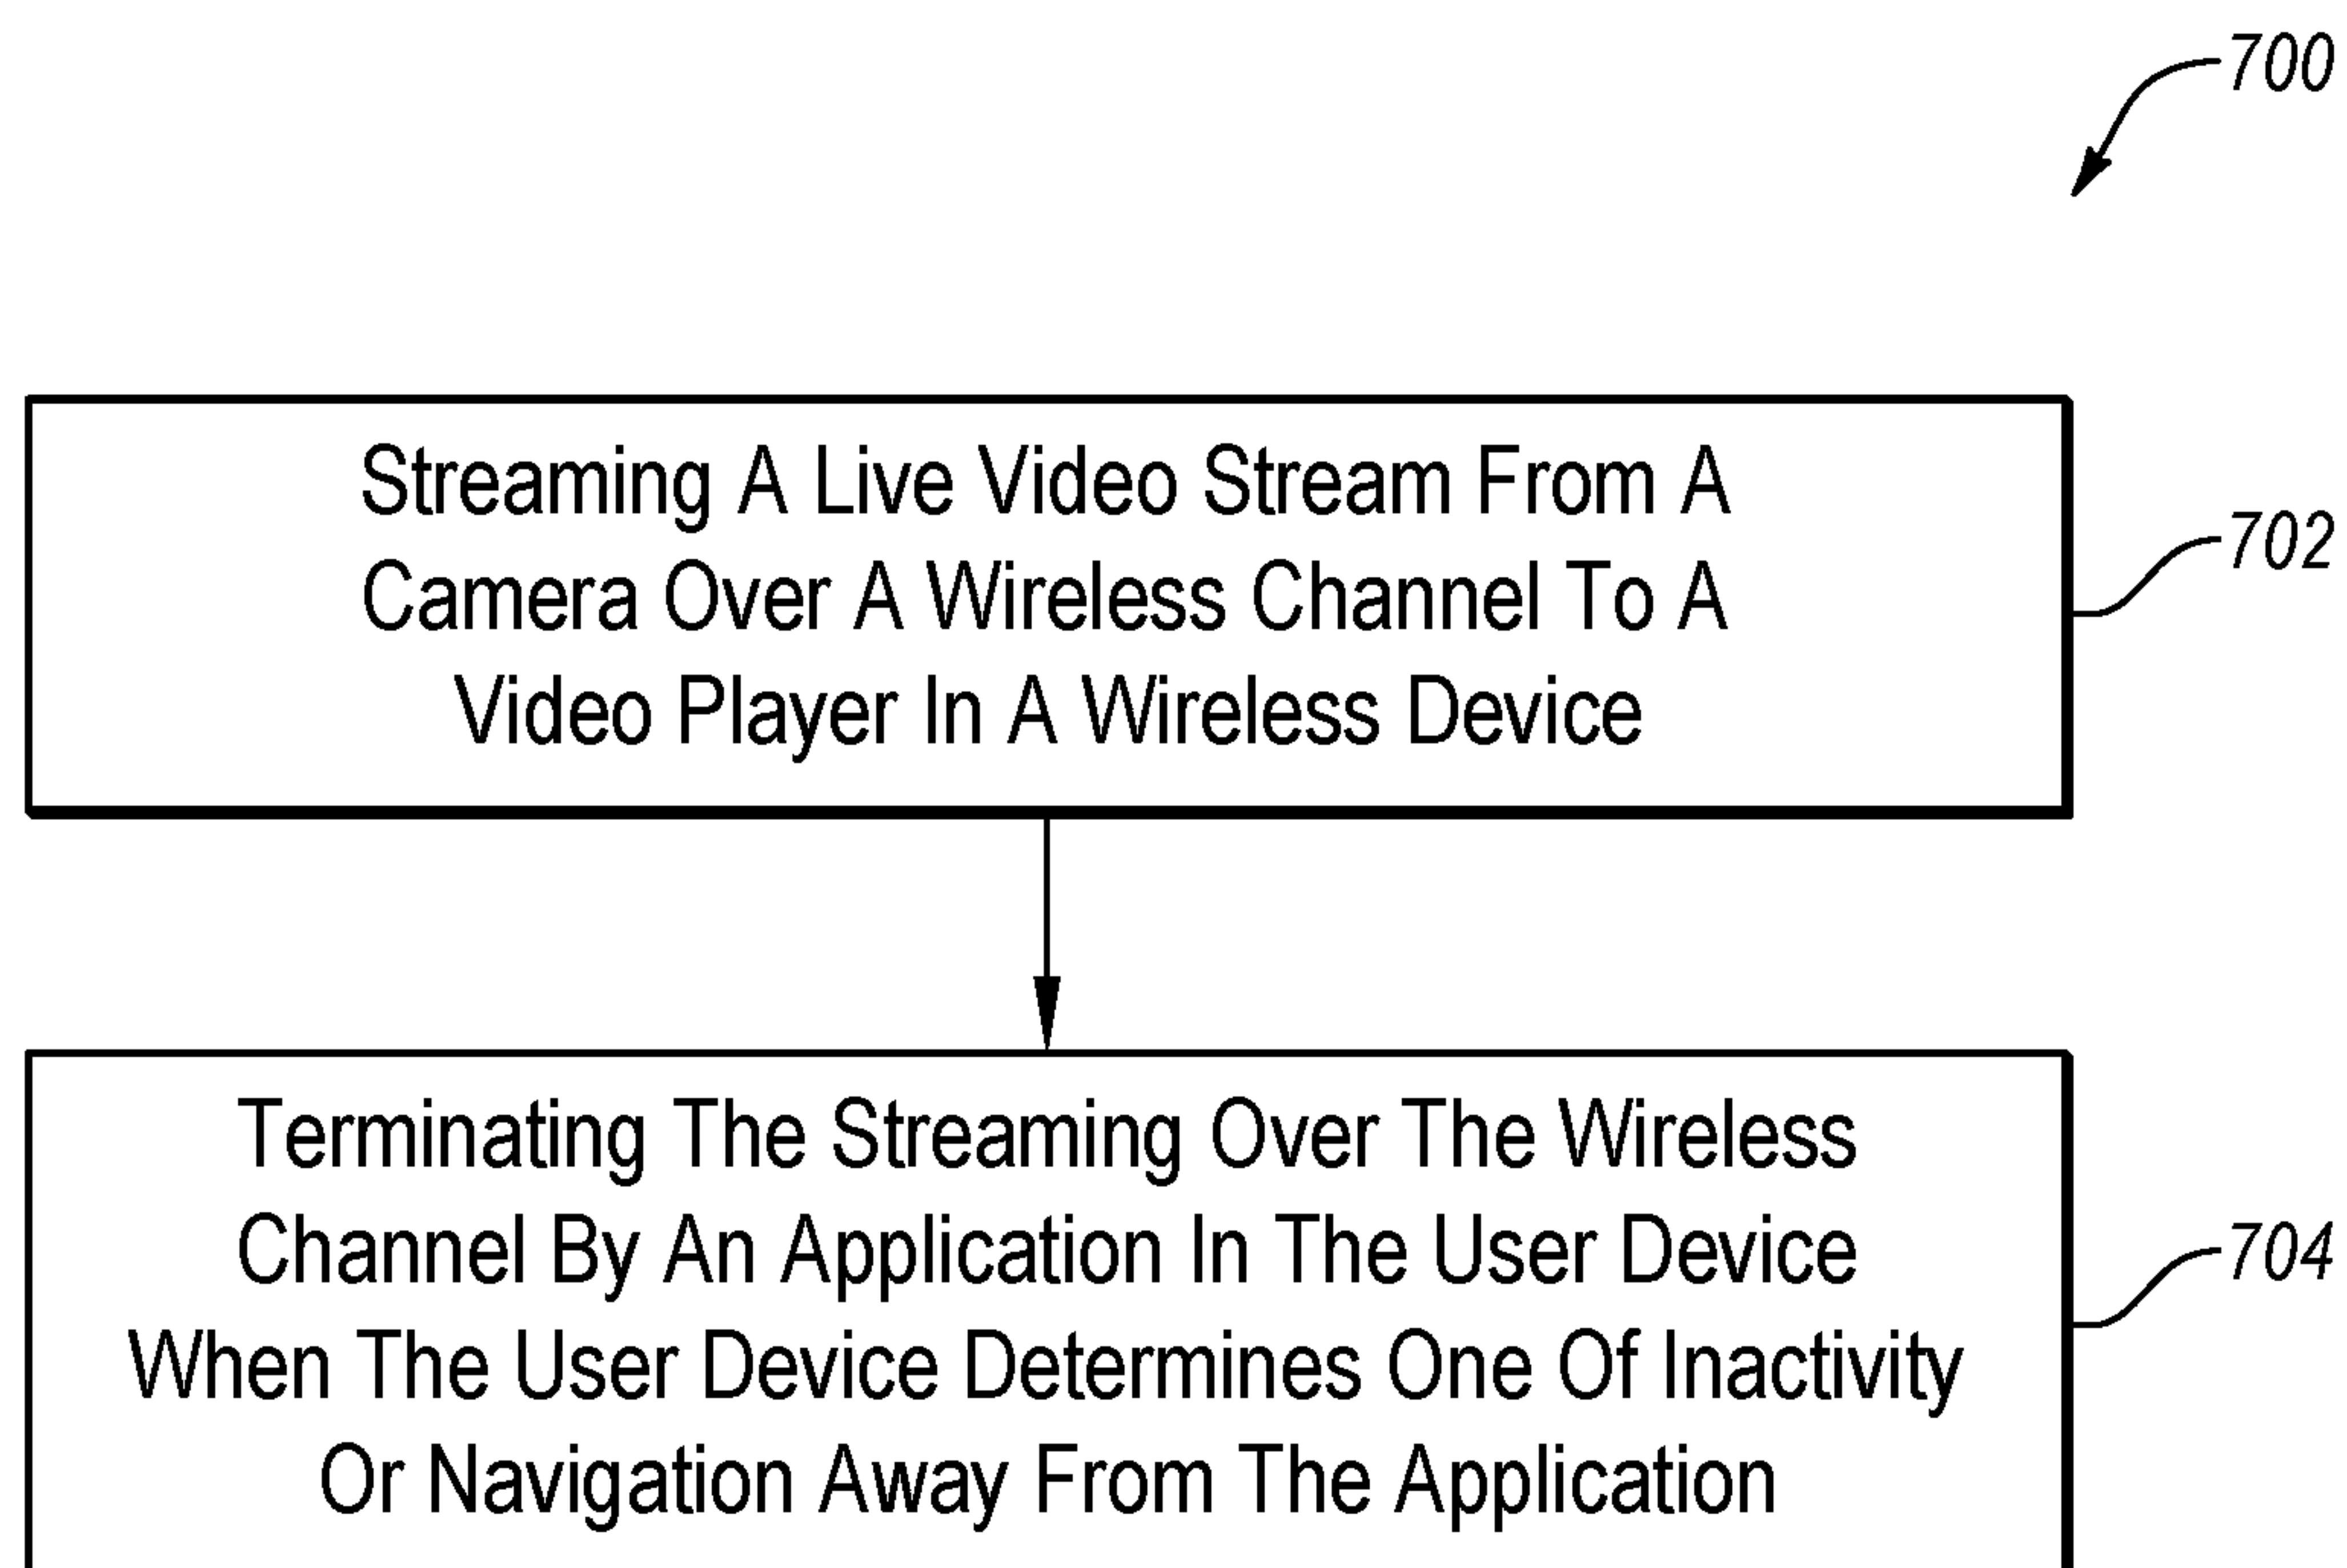 700
Streaming A Live Video Stream From A
Camera Over A Wireless Channel To A
Video Player In A Wireless Device
702
Terminating The Streaming Over The Wireless
Channel By An Application In The User Device
When The User Device Determines One Of Inactivity
Or Navigation Away From The Application
704